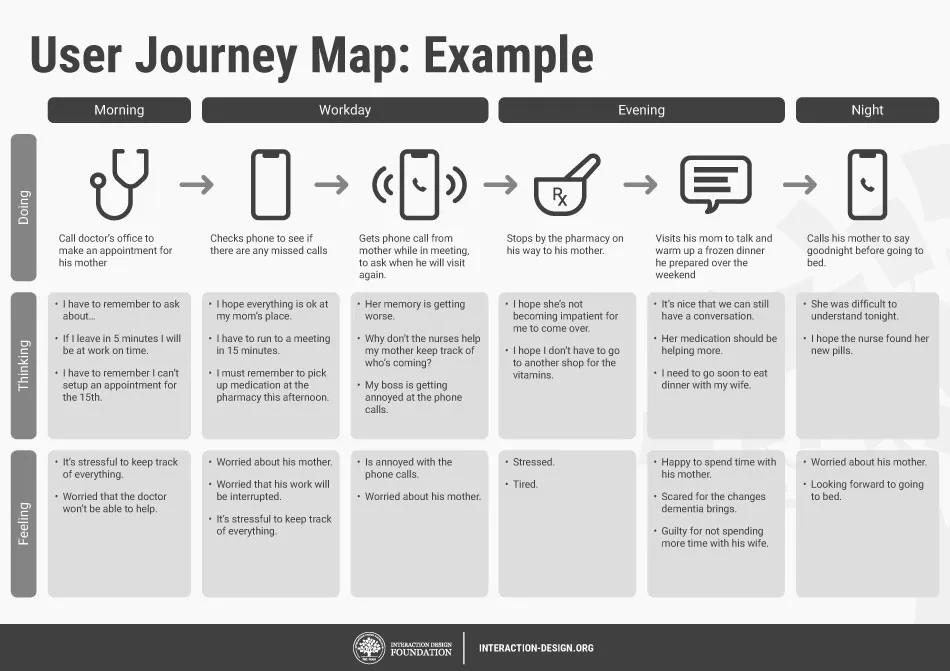 User Journey Map: Example
Morning
Workday
Evening
Night
Doing
Rx
Call doctor's office to
make an appointment for
his mother
Checks phone to see if
there are any missed calls
Gets phone call from
mother while in meeting,
to ask when he will visit
again.
Stops by the pharmacy on
his way to his mother.
Visits his mom to talk and
warm up a frozen dinner
he prepared over the
weekend
Calls his mother to say
goodnight before going to
bed.
Thinking
• I have to remember to ask
about…
• If I leave in 5 minutes I will
be at work on time.
• I have to remember I can't
setup an appointment for
the 15th.
• I hope everything is ok at
my mom's place.
• I have to run to a meeting
in 15 minutes.
• I must remember to pick
up medication at the
pharmacy this afternoon.
• Her memory is getting
worse.
• Why don't the nurses help
my mother keep track of
who's coming?
• My boss is getting
annoyed at the phone
calls.
• I hope she's not
becoming impatient for
me to come over.
• I hope I don't have to go
to another shop for the
vitamins.
• It's nice that we can still
have a conversation.
• Her medication should be
helping more.
• I need to go soon to eat
dinner with my wife.
• She was difficult to
understand tonight.
• I hope the nurse found her
new pills.
Feeling
• It's stressful to keep track
of everything.
• Worried that the doctor
won't be able to help.
• Worried about his mother.
• Worried that his work will
be interrupted.
• It's stressful to keep track
of everything.
• Is annoyed with the
phone calls.
• Worried about his mother.
• Stressed.
• Tired.
• Happy to spend time with
his mother.
• Scared for the changes
dementia brings.
• Guilty for not spending
more time with his wife.
• Worried about his mother.
• Looking forward to going
to bed.
INTERACTION DESIGN
FOUNDATION
INTERACTION-DESIGN.ORG